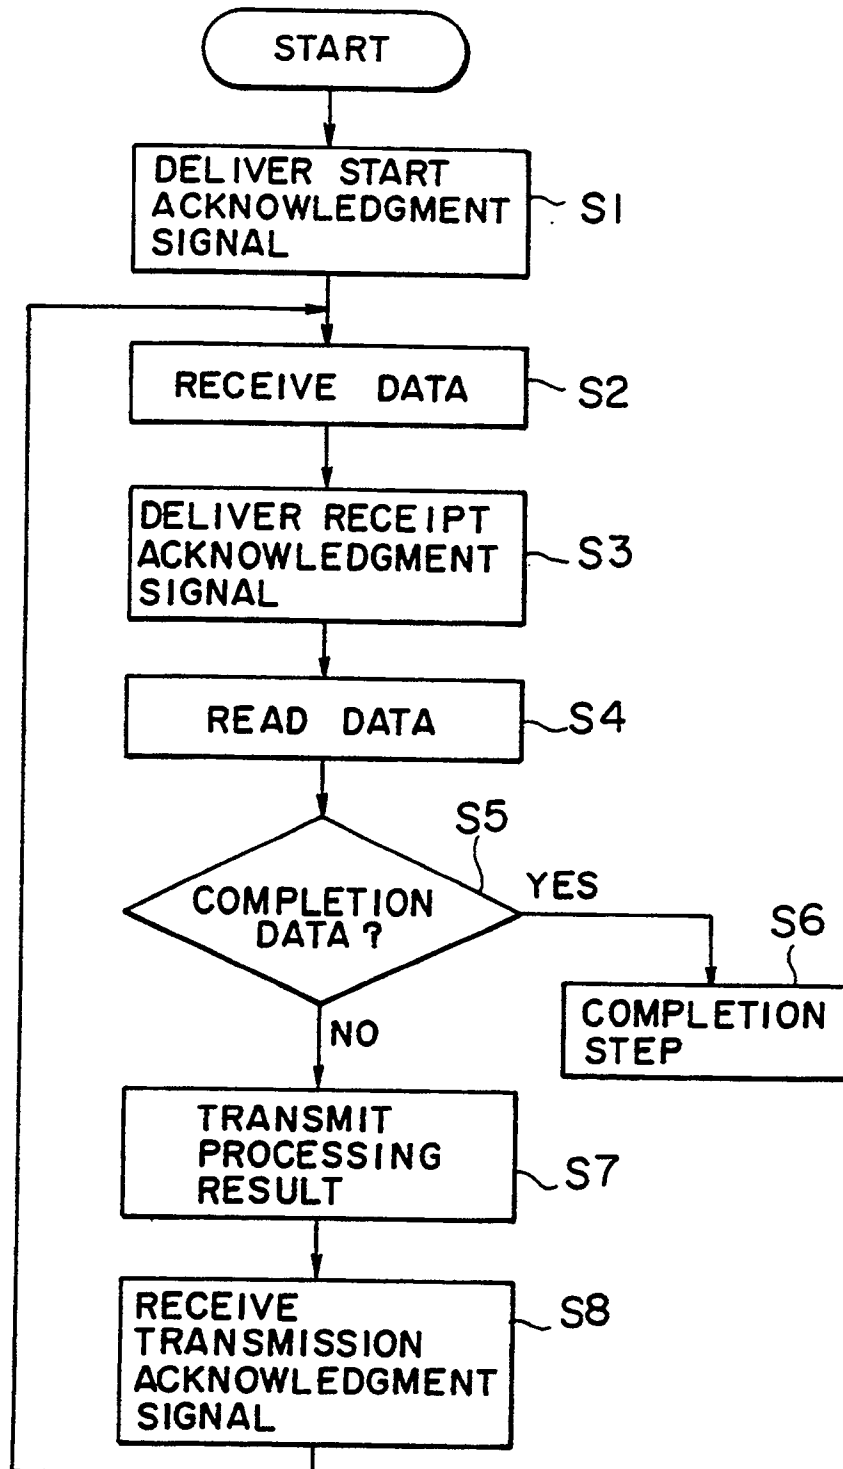 START
DELIVER START
ACKNOWLEDGMENT
SIGNAL
S1
RECEIVE DATA
S2
DELIVER RECEIPT
ACKNOWLEDGMENT
SIGNAL
S3
READ DATA
S4
S5
COMPLETION
DATA?
YES
S6
COMPLETION
STEP
NO
TRANSMIT
PROCESSING
RESULT
S7
RECEIVE
TRANSMISSION
ACKNOWLEDGMENT
SIGNAL
S8